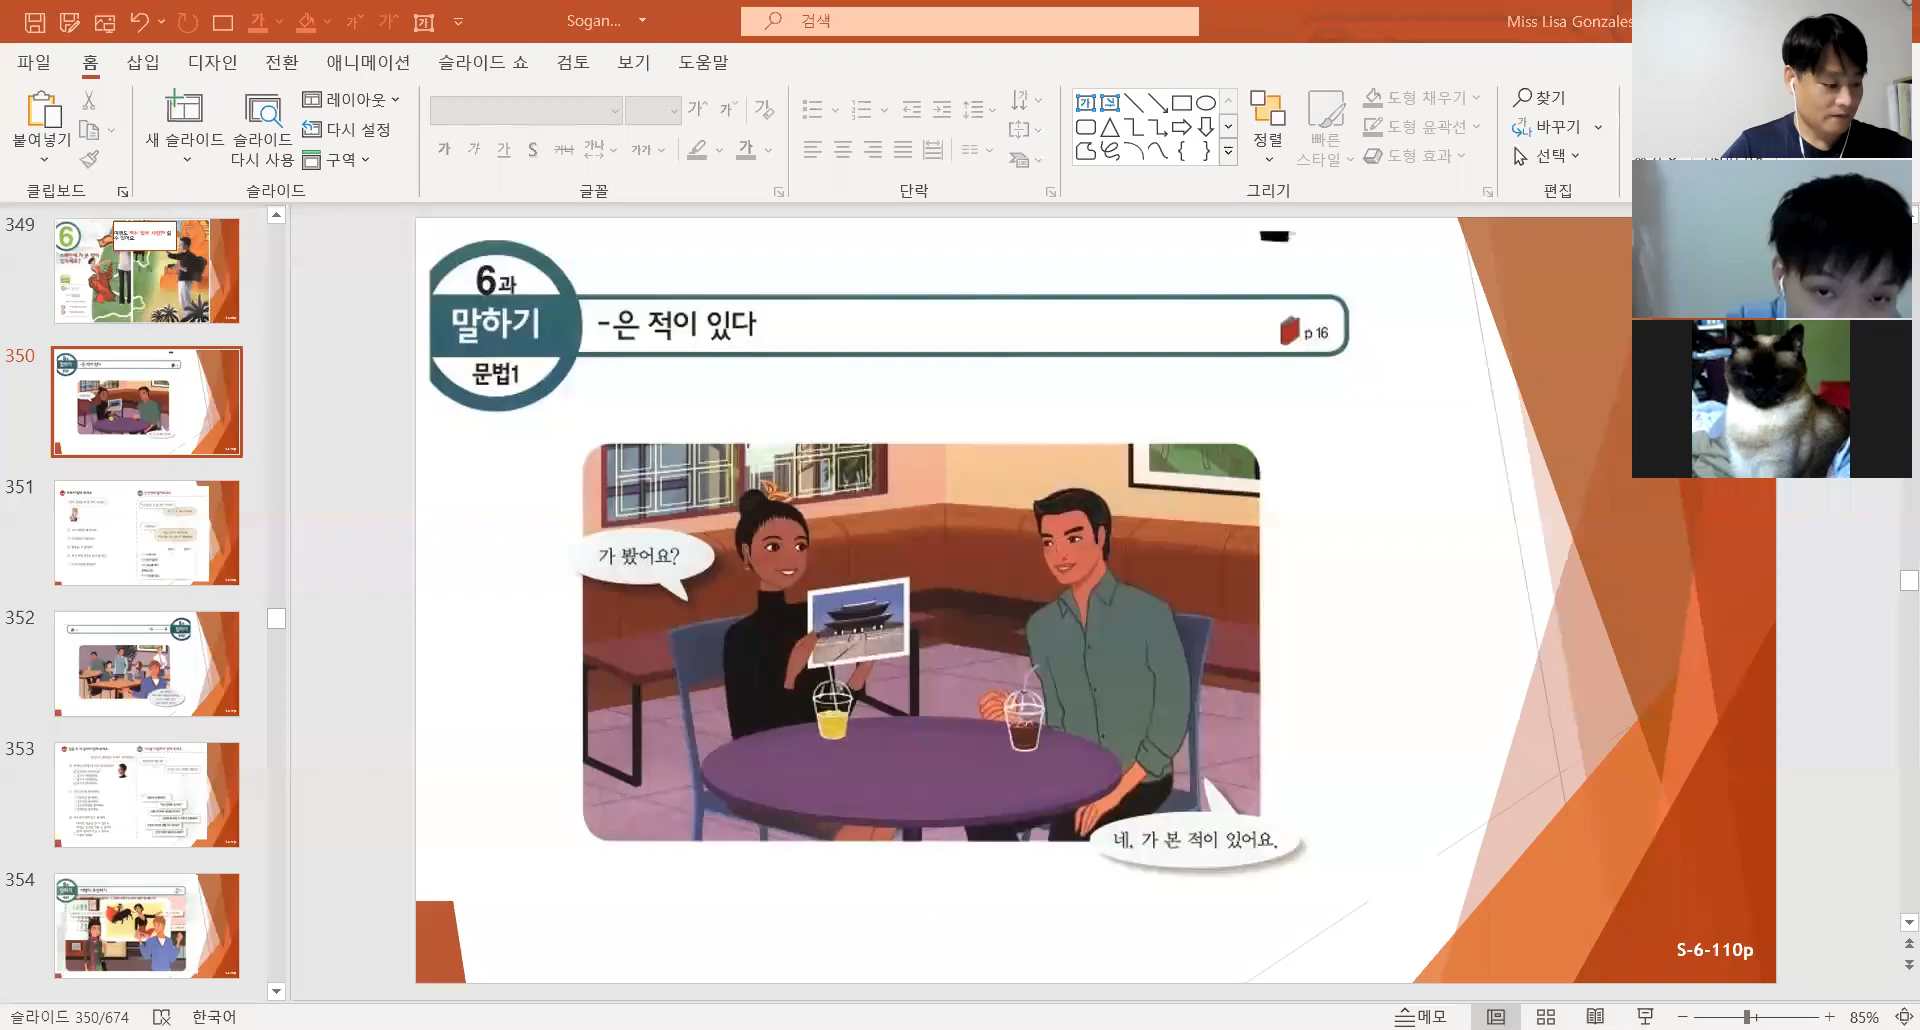 Sogan...
검색
Miss Lisa Gonzales
파일 홈 삽입 디자인 전환 애니메이션 슬라이드 쇼 검토 보기 도움말
붙여넣기
클립보드
새 슬라이드
슬라이드 다시 사용
레이아웃
다시 설정
구역
슬라이드
글꼴
단락
정렬
빠른 스타일
도형 채우기
도형 윤곽선
도형 효과
그리기
찾기
바꾸기
선택
편집
349
350
351
352
353
354
6과
말하기
문법1
-은 적이 있다
p 16
가 봤어요?
네, 가 본 적이 있어요.
S-6-110p
슬라이드 350/674
한국어
메모
85%